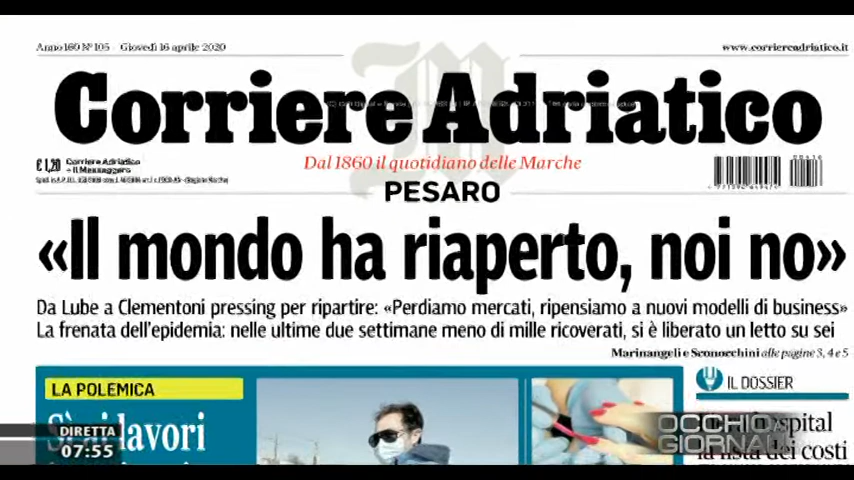 Anno 160 N° 105 Giovedì 16 aprile 2020
www.corriereadriatico.it
Corriere Adriatico
€ 1,20 Corriere Adriatico
+ Il Messaggero
Dal 1860 il quotidiano delle Marche
PESARO
«Il mondo ha riaperto, noi no»
Da Lube a Clementoni pressing per ripartire: «Perdiamo mercati, ripensiamo a nuovi modelli di business»
La frenata dell'epidemia: nelle ultime due settimane meno di mille ricoverati, si è liberato un letto su sei
Marinangeli e Sconocchini alle pagine 3, 4 e 5
LA POLEMICA
Sì ai lavori
IL DOSSIER
la lista dei costi
DIRETTA
07:55
OCCHIO
GIORNALI